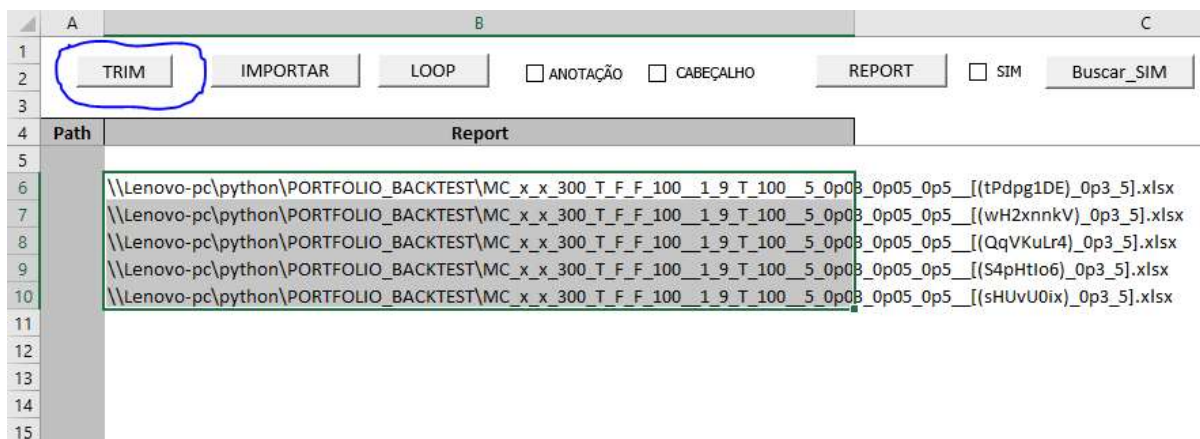 A B C
1
2 TRIM IMPORTAR LOOP ANOTAÇÃO CABEÇALHO REPORT SIM Buscar_SIM
3
4 Path Report
5
6 \\Lenovo-pc\python\PORTFOLIO_BACKTEST\MC_x_x_300_T_F_F_100__1_9_T_100__5_0p03_0p05_0p5__[(tPdpg1DE)_0p3_5].xlsx
7 \\Lenovo-pc\python\PORTFOLIO_BACKTEST\MC_x_x_300_T_F_F_100__1_9_T_100__5_0p03_0p05_0p5__[(wH2xnnkV)_0p3_5].xlsx
8 \\Lenovo-pc\python\PORTFOLIO_BACKTEST\MC_x_x_300_T_F_F_100__1_9_T_100__5_0p03_0p05_0p5__[(QqVKuLr4)_0p3_5].xlsx
9 \\Lenovo-pc\python\PORTFOLIO_BACKTEST\MC_x_x_300_T_F_F_100__1_9_T_100__5_0p03_0p05_0p5__[(S4pHtIo6)_0p3_5].xlsx
10 \\Lenovo-pc\python\PORTFOLIO_BACKTEST\MC_x_x_300_T_F_F_100__1_9_T_100__5_0p03_0p05_0p5__[(sHUvU0ix)_0p3_5].xlsx
11
12
13
14
15